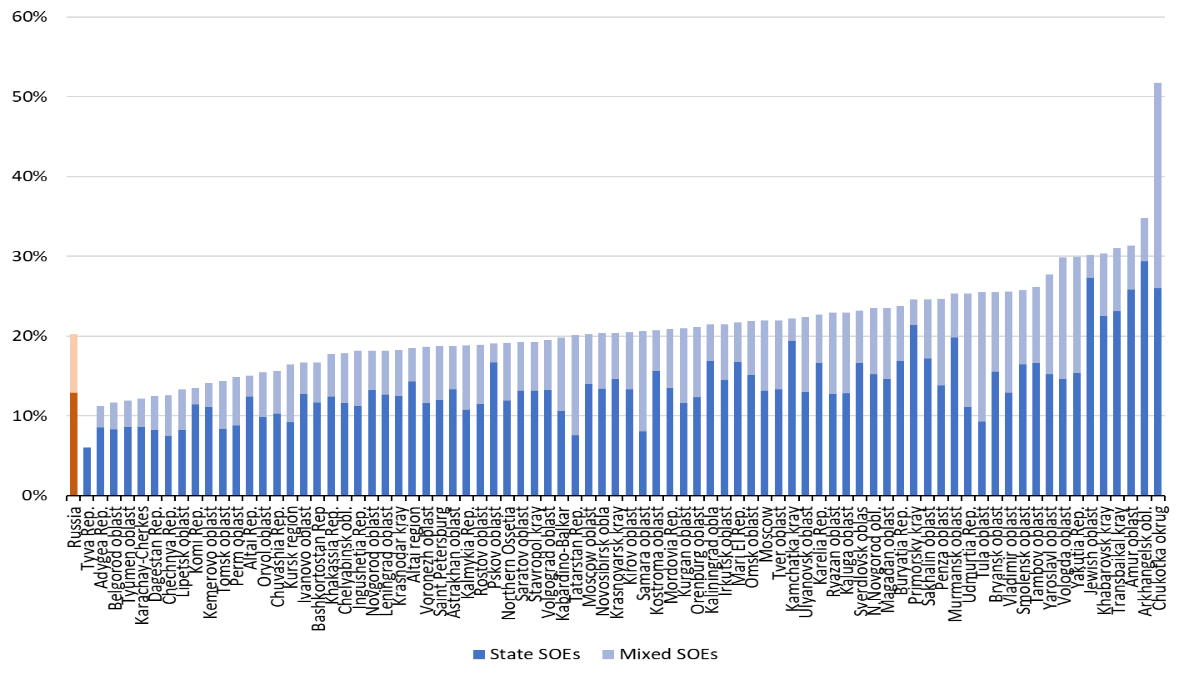 60%
50%
40%
30%
20%
10%
0%
Russia
Tyva Rep.
Adygea Rep.
Belgorod oblast
Tyumen oblast
Karachay-Cherkes
Dagestan Rep.
Chechnya Rep.
Lipetsk oblast
Komi Rep.
Kemerovo oblast
Tomsk oblast
Perm oblast
Altai Rep.
Oryol oblast
Chuvashia Rep.
Kursk region
Ivanovo oblast
Bashkortostan Rep
Khakassia Rep.
Chelyabinsk obl.
Ingushetia Rep.
Novgorod oblast
Leningrad oblast
Krasnodar kray
Altai region
Voronezh oblast
Saint Petersburg
Astrakhan oblast
Kalmykia Rep.
Rostov oblast
Pskov oblast
Northern Ossetia
Saratov oblast
Stavropol kray
Volgograd oblast
Kabardino-Balkar
Tatarstan Rep.
Moscow oblast
Novosibirsk obla
Krasnoyarsk kray
Kirov oblast
Samara oblast
Kostroma oblast
Mordovia Rep.
Kurgan oblast
Orenburg oblast
Kaliningrad obla
Irkutsk oblast
Mari El Rep.
Omsk oblast
Moscow
Tver oblast
Kamchatka kray
Ulyanovsk oblast
Karelia Rep.
Ryazan oblast
Kaluga oblast
Sverdlovsk oblas
N.Novgorod obl.
Magadan oblast
Buryatia Rep.
Primorsky kray
Sakhalin oblast
Penza oblast
Murmansk oblast
Udmurtia Rep.
Tula oblast
Bryansk oblast
Vladimir oblast
Smolensk oblast
Tambov oblast
Yaroslavl oblast
Vologda oblast
Yakutia Rep.
Jewish oblast
Khabarovsk kray
Transbaikal kray
Amur oblast
Arkhangelsk obl.
Chukotka okrug
State SOEs
Mixed SOEs